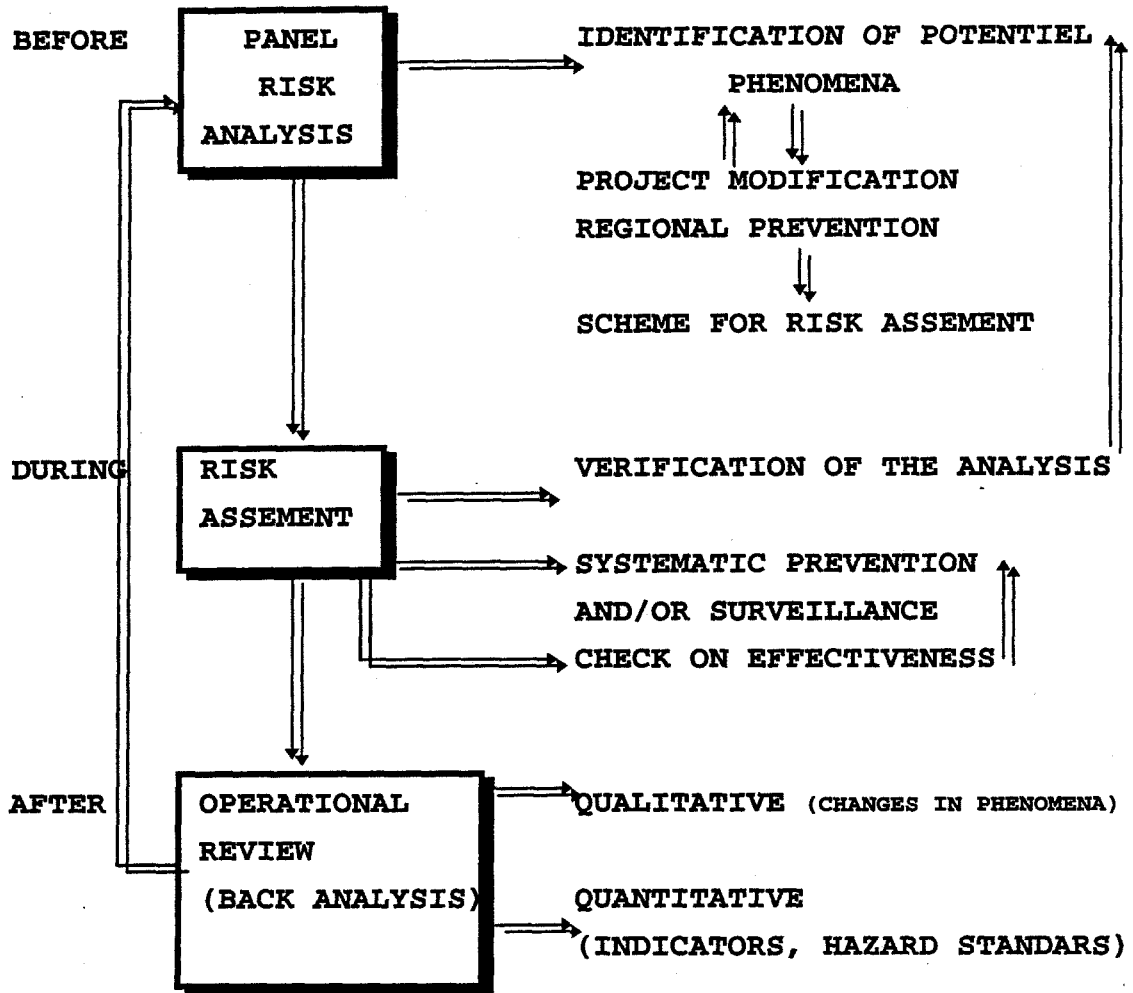 BEFORE
PANEL
RISK
ANALYSIS
IDENTIFICATION OF POTENTIEL
PHENOMENA
PROJECT MODIFICATION
REGIONAL PREVENTION
SCHEME FOR RISK ASSEMENT
DURING
RISK
ASSEMENT
VERIFICATION OF THE ANALYSIS
SYSTEMATIC PREVENTION
AND/OR SURVEILLANCE
CHECK ON EFFECTIVENESS
AFTER
OPERATIONAL
REVIEW
(BACK ANALYSIS)
QUALITATIVE (CHANGES IN PHENOMENA)
QUANTITATIVE
(INDICATORS, HAZARD STANDARS)